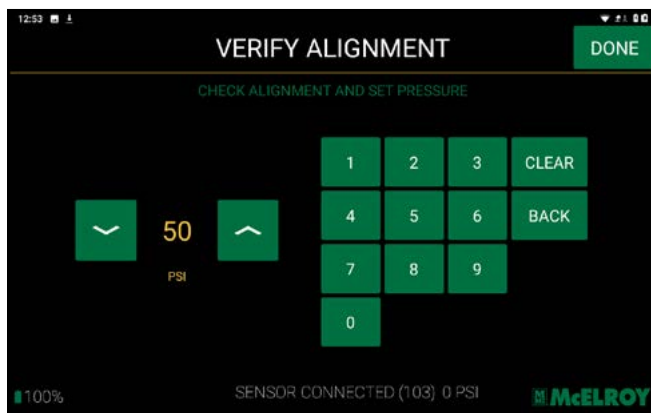 12:53
VERIFY ALIGNMENT
DONE
CHECK ALIGNMENT AND SET PRESSURE
1 2 3 CLEAR
4 5 6 BACK
50
7 8 9
PSI
0
100%
SENSOR CONNECTED (103) 0 PSI
McELROY